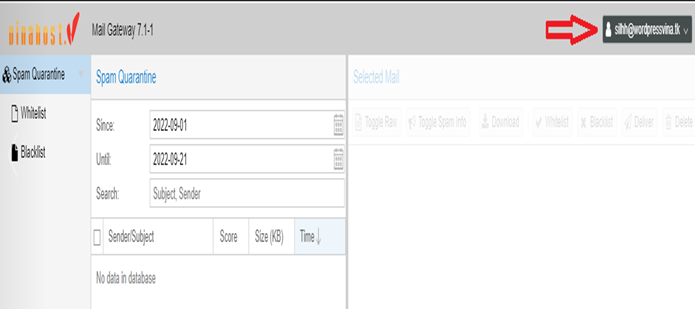 vinahost.
Mail Gateway 7.1-1
silhh@wordpressvina.tk
Spam Quarantine
Whitelist
Blacklist
Spam Quarantine
Since: 2022-09-01
Until: 2022-09-21
Search: Subject, Sender
Sender/Subject Score Size (KB) Time
No data in database
Selected Mail
Toggle Raw Toggle Spam Info Download Whitelist Blacklist Deliver Delete